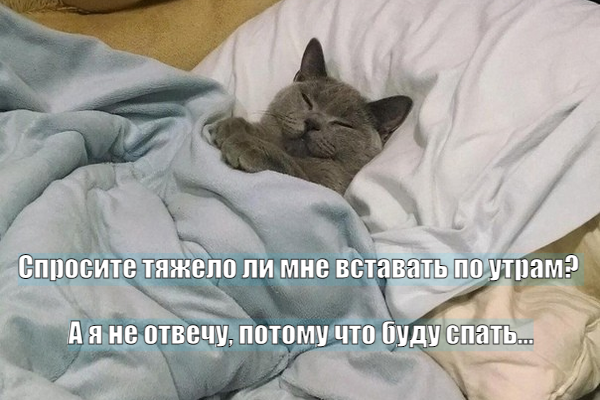 Спросите тяжело ли мне вставать по утрам?
А я не отвечу, потому что буду спать...